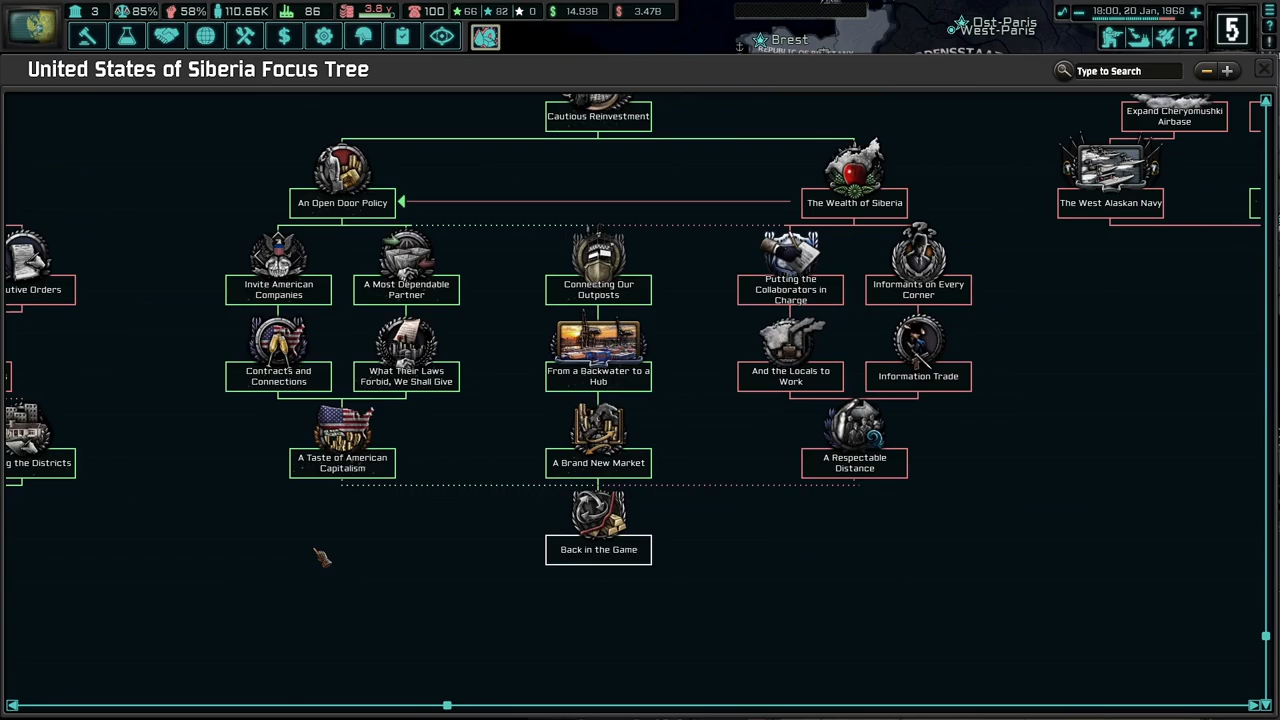 3
85%
58%
110.66K
86
3.8 y
100
66
82
0
14.93B
3.47B
18:00, 20 Jan, 1968
5
Ost-Paris
West-Paris
Brest
United States of Siberia Focus Tree
Type to Search
Cautious Reinvestment
Expand Cheryomushki
Airbase
An Open Door Policy
The Wealth of Siberia
The West Alaskan Navy
utive Orders
Invite American
Companies
A Most Dependable
Partner
Connecting Our
Outposts
Putting the
Collaborators in
Charge
Informants on Every
Corner
Contracts and
Connections
What Their Laws
Forbid, We Shall Give
From a Backwater to a
Hub
And the Locals to
Work
Information Trade
g the Districts
A Taste of American
Capitalism
A Brand New Market
A Respectable
Distance
Back in the Game